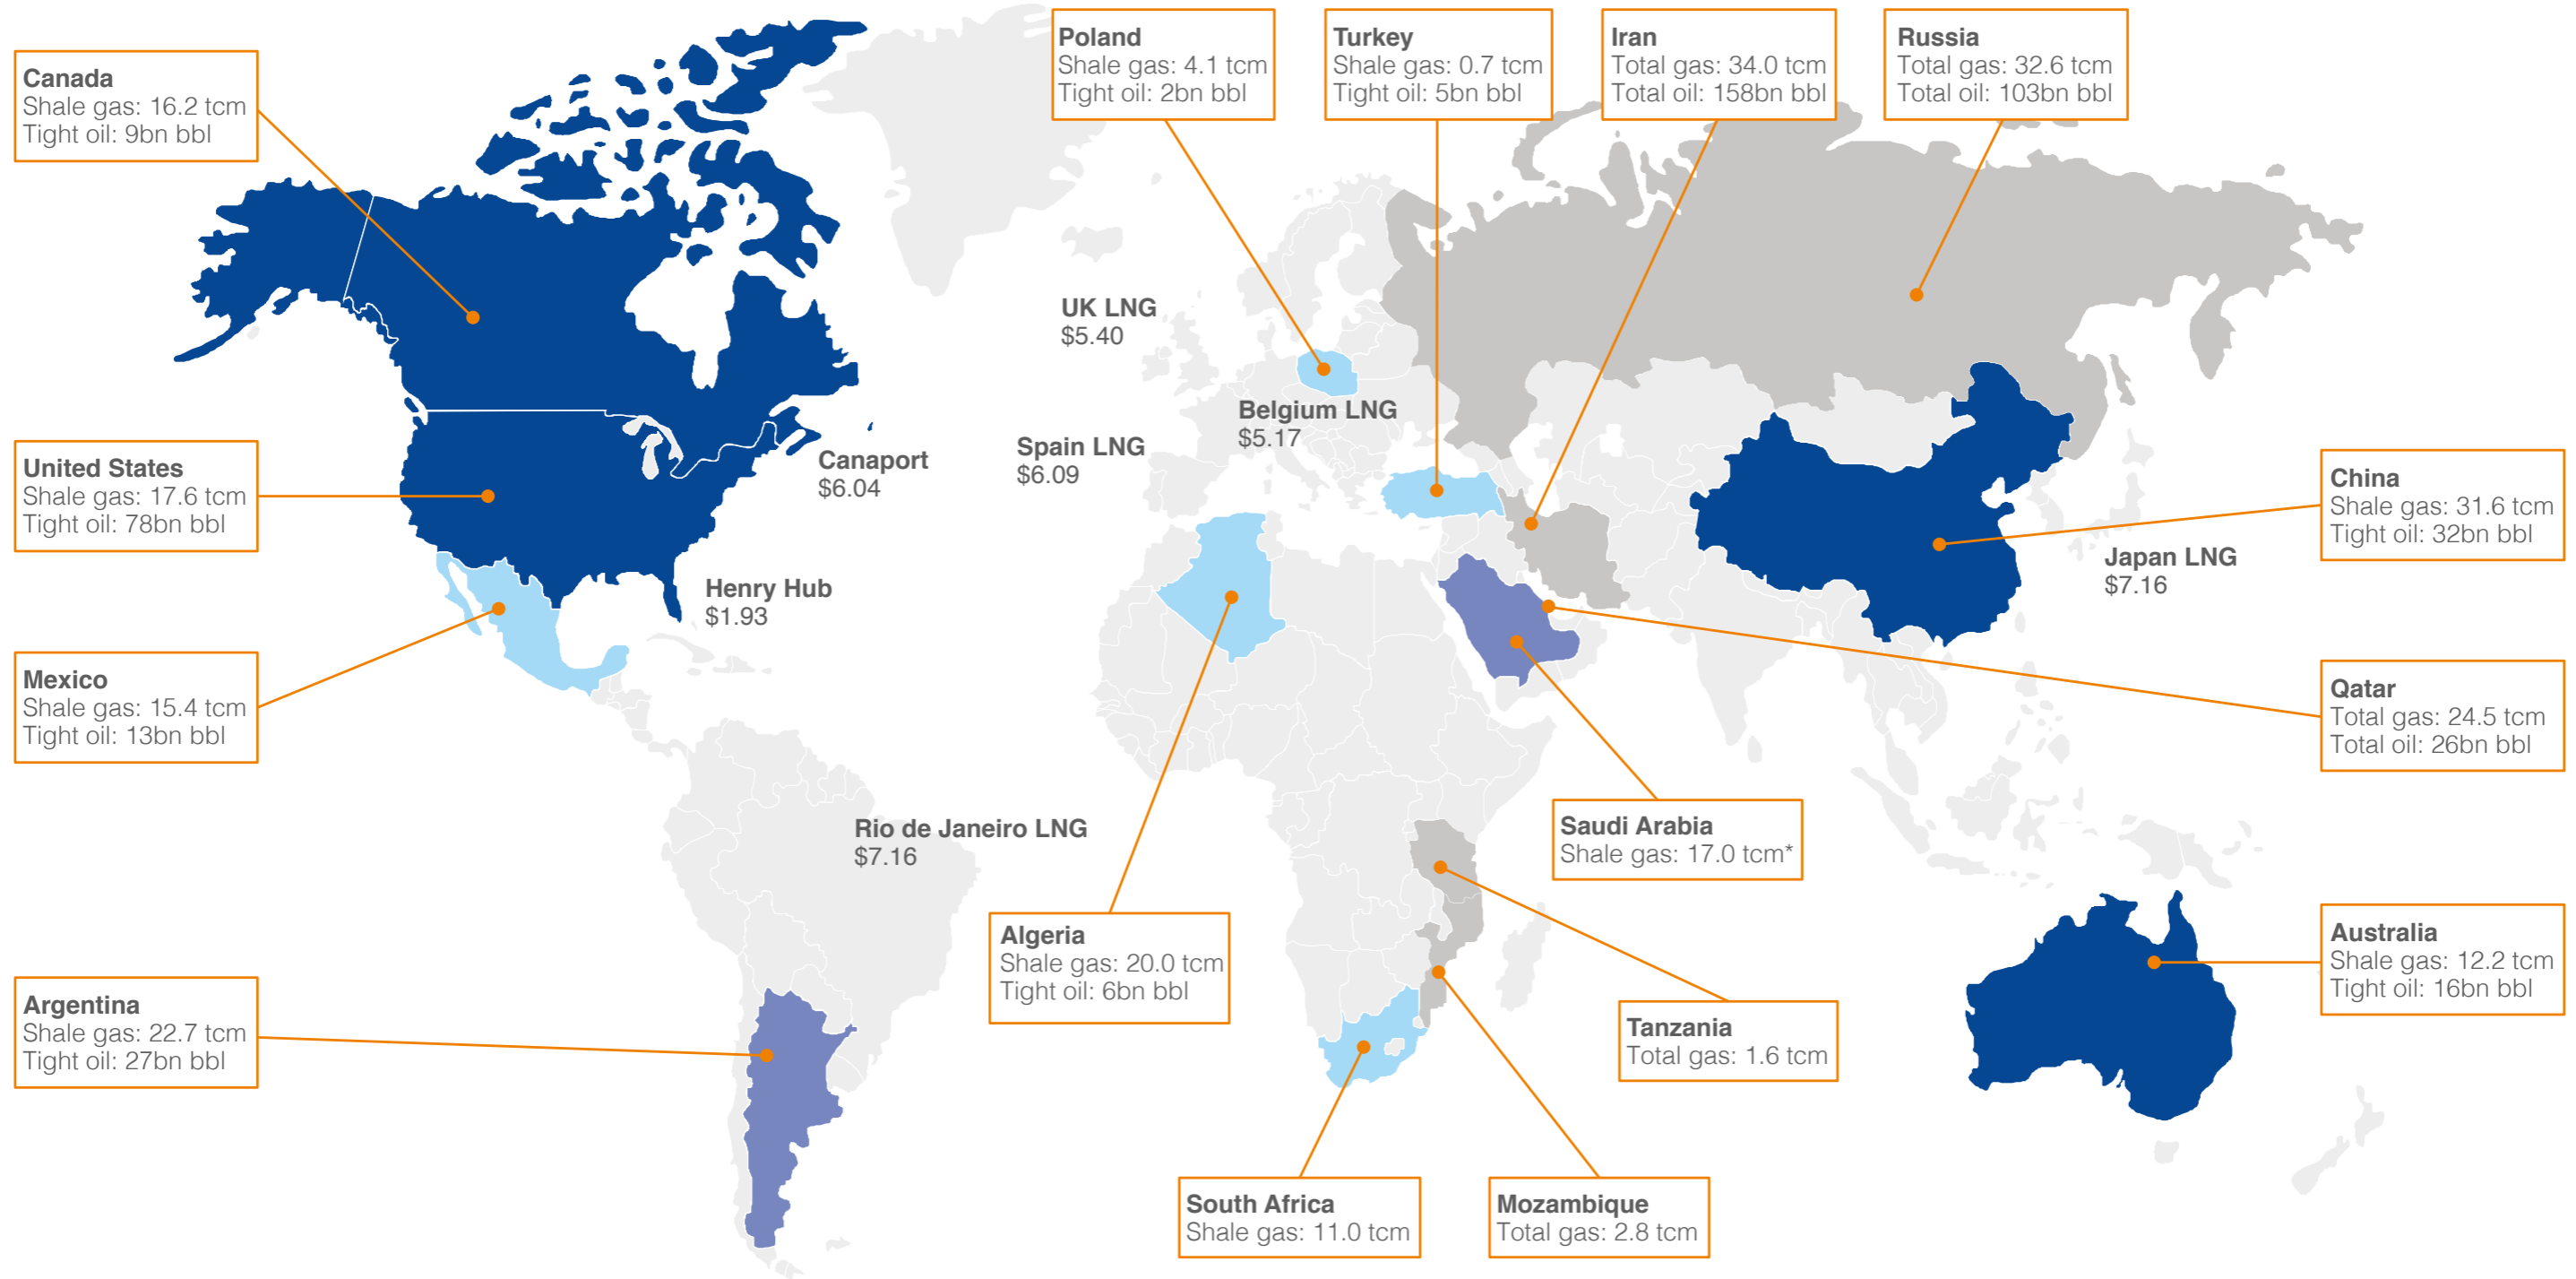 Canada
Shale gas: 16.2 tcm
Tight oil: 9bn bbl
Poland
Shale gas: 4.1 tcm
Tight oil: 2bn bbl
Turkey
Shale gas: 0.7 tcm
Tight oil: 5bn bbl
Iran
Total gas: 34.0 tcm
Total oil: 158bn bbl
Russia
Total gas: 32.6 tcm
Total oil: 103bn bbl
UK LNG
$5.40
Belgium LNG
$5.17
Spain LNG
$6.09
Canaport
$6.04
United States
Shale gas: 17.6 tcm
Tight oil: 78bn bbl
China
Shale gas: 31.6 tcm
Tight oil: 32bn bbl
Japan LNG
$7.16
Henry Hub
$1.93
Mexico
Shale gas: 15.4 tcm
Tight oil: 13bn bbl
Qatar
Total gas: 24.5 tcm
Total oil: 26bn bbl
Rio de Janeiro LNG
$7.16
Saudi Arabia
Shale gas: 17.0 tcm*
Algeria
Shale gas: 20.0 tcm
Tight oil: 6bn bbl
Australia
Shale gas: 12.2 tcm
Tight oil: 16bn bbl
Argentina
Shale gas: 22.7 tcm
Tight oil: 27bn bbl
Tanzania
Total gas: 1.6 tcm
South Africa
Shale gas: 11.0 tcm
Mozambique
Total gas: 2.8 tcm